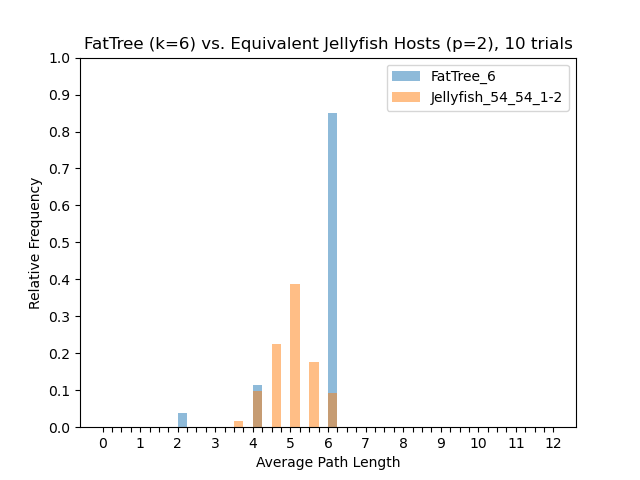 FatTree (k=6) vs. Equivalent Jellyfish Hosts (p=2), 10 trials
1.0
0.9
0.8
0.7
0.6
0.5
0.4
0.3
0.2
0.1
0.0
Relative Frequency
FatTree_6
Jellyfish_54_54_1-2
0 1 2 3 4 5 6 7 8 9 10 11 12
Average Path Length